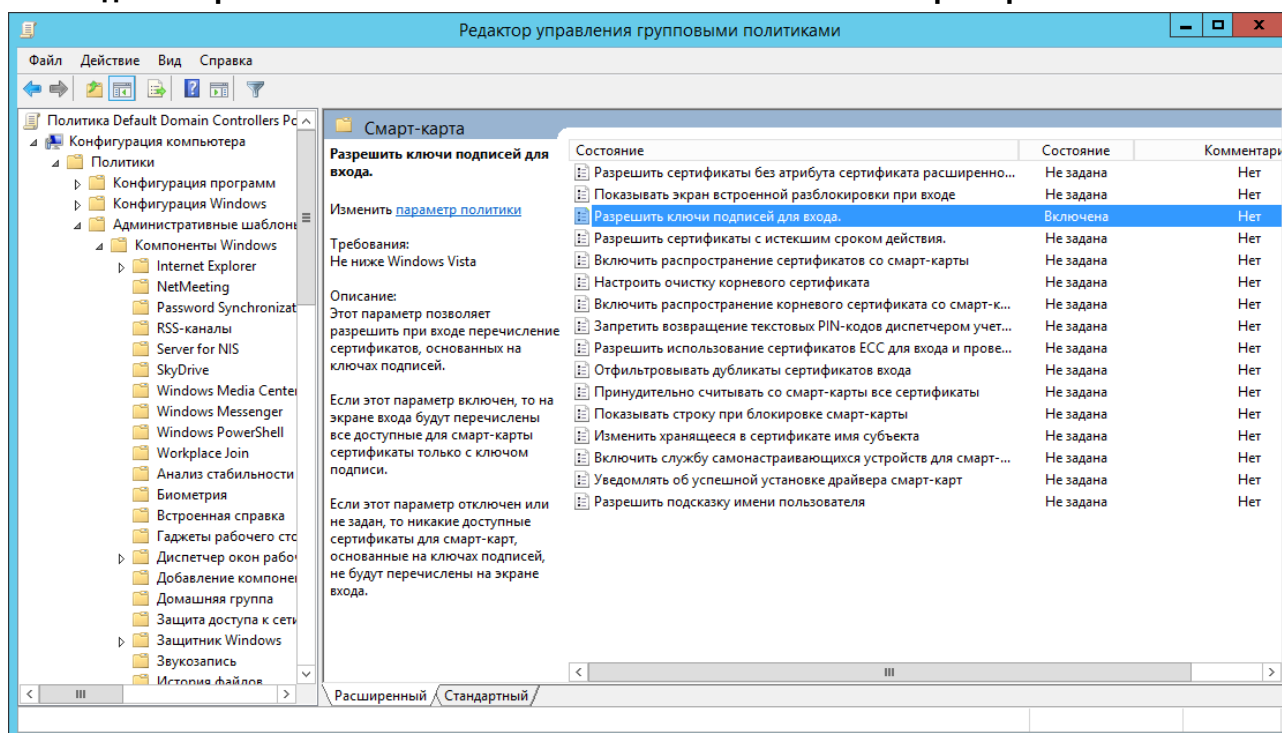 Редактор управления групповыми политиками
Файл Действие Вид Справка
Политика Default Domain Controllers Pc
Конфигурация компьютера
Политики
Конфигурация программ
Конфигурация Windows
Административные шаблоны
Компоненты Windows
Internet Explorer
NetMeeting
Password Synchronizat
RSS-каналы
Server for NIS
SkyDrive
Windows Media Center
Windows Messenger
Windows PowerShell
Workplace Join
Анализ стабильности
Биометрия
Встроенная справка
Гаджеты рабочего сто
Диспетчер окон рабоч
Добавление компонен
Домашняя группа
Защита доступа к сети
Защитник Windows
Звукозапись
История файлов
Смарт-карта
Разрешить ключи подписей для
входа.
Изменить параметр политики
Требования:
Не ниже Windows Vista
Описание:
Этот параметр позволяет
разрешить при входе перечисление
сертификатов, основанных на
ключах подписей.
Если этот параметр включен, то на
экране входа будут перечислены
все доступные для смарт-карты
сертификаты только с ключом
подписи.
Если этот параметр отключен или
не задан, то никакие доступные
сертификаты для смарт-карт,
основанные на ключах подписей,
не будут перечислены на экране
входа.
Состояние Состояние Комментари
Разрешить сертификаты без атрибута сертификата расширенно... Не задана Нет
Показывать экран встроенной разблокировки при входе Не задана Нет
Разрешить ключи подписей для входа. Включена Нет
Разрешить сертификаты с истекшим сроком действия. Не задана Нет
Включить распространение сертификатов со смарт-карты Не задана Нет
Настроить очистку корневого сертификата Не задана Нет
Включить распространение корневого сертификата со смарт-к... Не задана Нет
Запретить возвращение текстовых PIN-кодов диспетчером учет... Не задана Нет
Разрешить использование сертификатов ECC для входа и прове... Не задана Нет
Отфильтровывать дубликаты сертификатов входа Не задана Нет
Принудительно считывать со смарт-карты все сертификаты Не задана Нет
Показывать строку при блокировке смарт-карты Не задана Нет
Изменить хранящееся в сертификате имя субъекта Не задана Нет
Включить службу самонастраивающихся устройств для смарт-... Не задана Нет
Уведомлять об успешной установке драйвера смарт-карт Не задана Нет
Разрешить подсказку имени пользователя Не задана Нет
Расширенный Стандартный